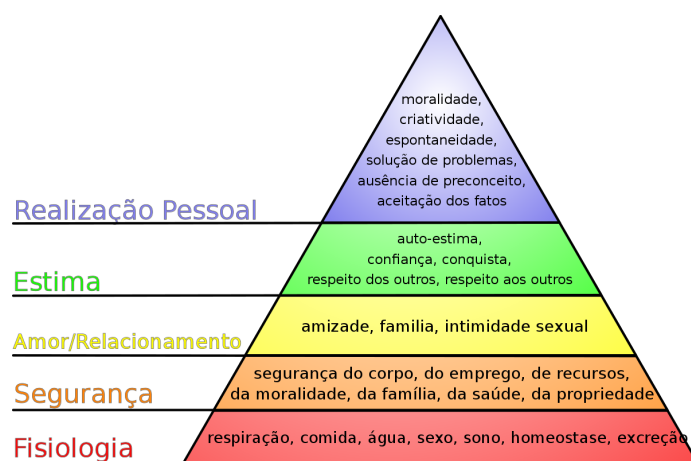 moralidade,
criatividade,
espontaneidade,
solução de problemas,
ausência de preconceito,
aceitação dos fatos
Realização Pessoal
auto-estima,
confiança, conquista,
respeito dos outros, respeito aos outros
Estima
amizade, familia, intimidade sexual
Amor/Relacionamento
segurança do corpo, do emprego, de recursos,
da moralidade, da família, da saúde, da propriedade
Segurança
respiração, comida, água, sexo, sono, homeostase, excreção
Fisiologia